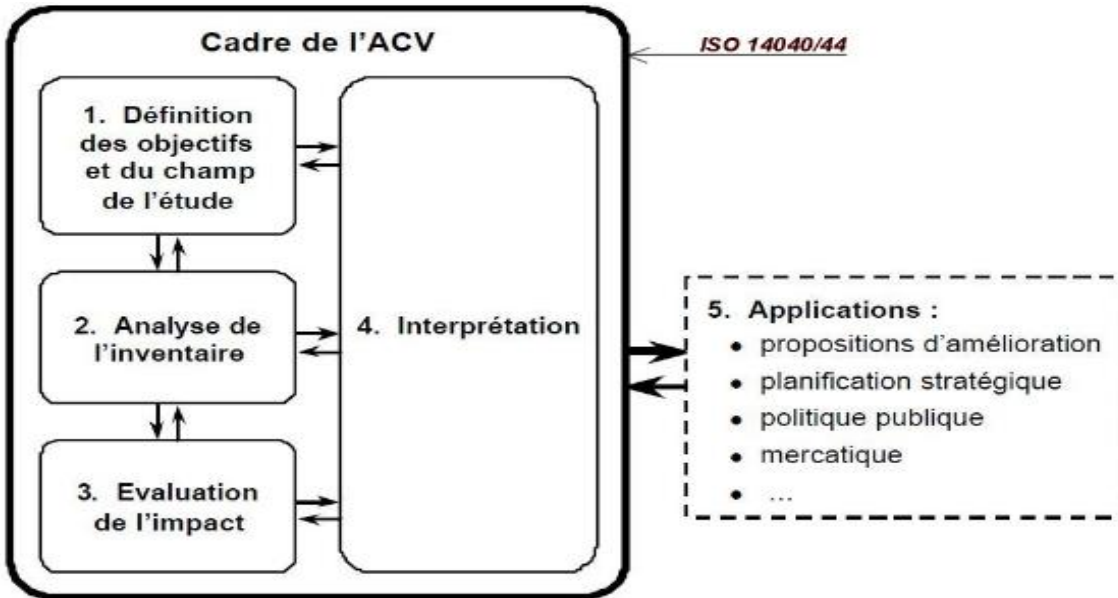 Cadre de l'ACV
ISO 14040/44
1. Définition
des objectifs
et du champ
de l'étude
2. Analyse de
l'inventaire
3. Evaluation
de l'impact
4. Interprétation
5. Applications :
• propositions d'amélioration
• planification stratégique
• politique publique
• mercatique
• ...